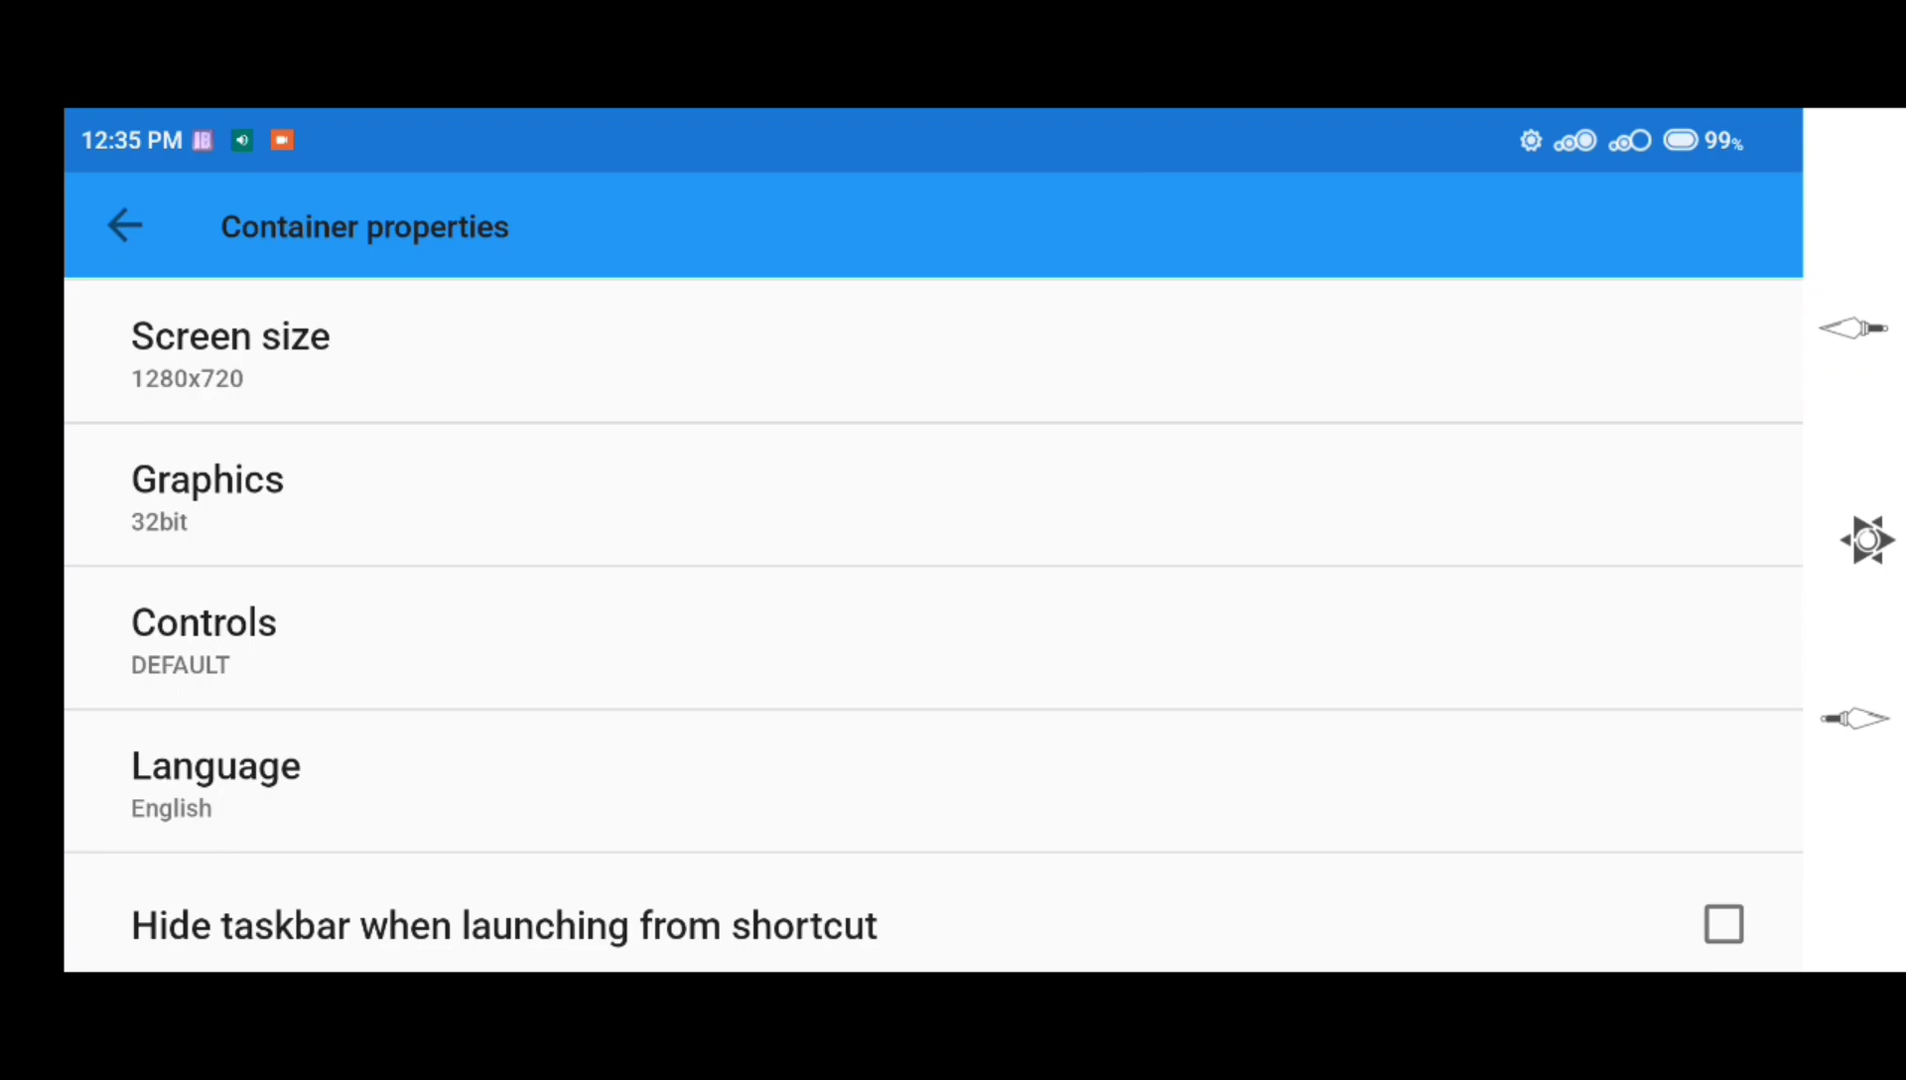 12:35 PM
99%
Container properties
Screen size
1280x720
Graphics
32bit
Controls
DEFAULT
Language
English
Hide taskbar when launching from shortcut